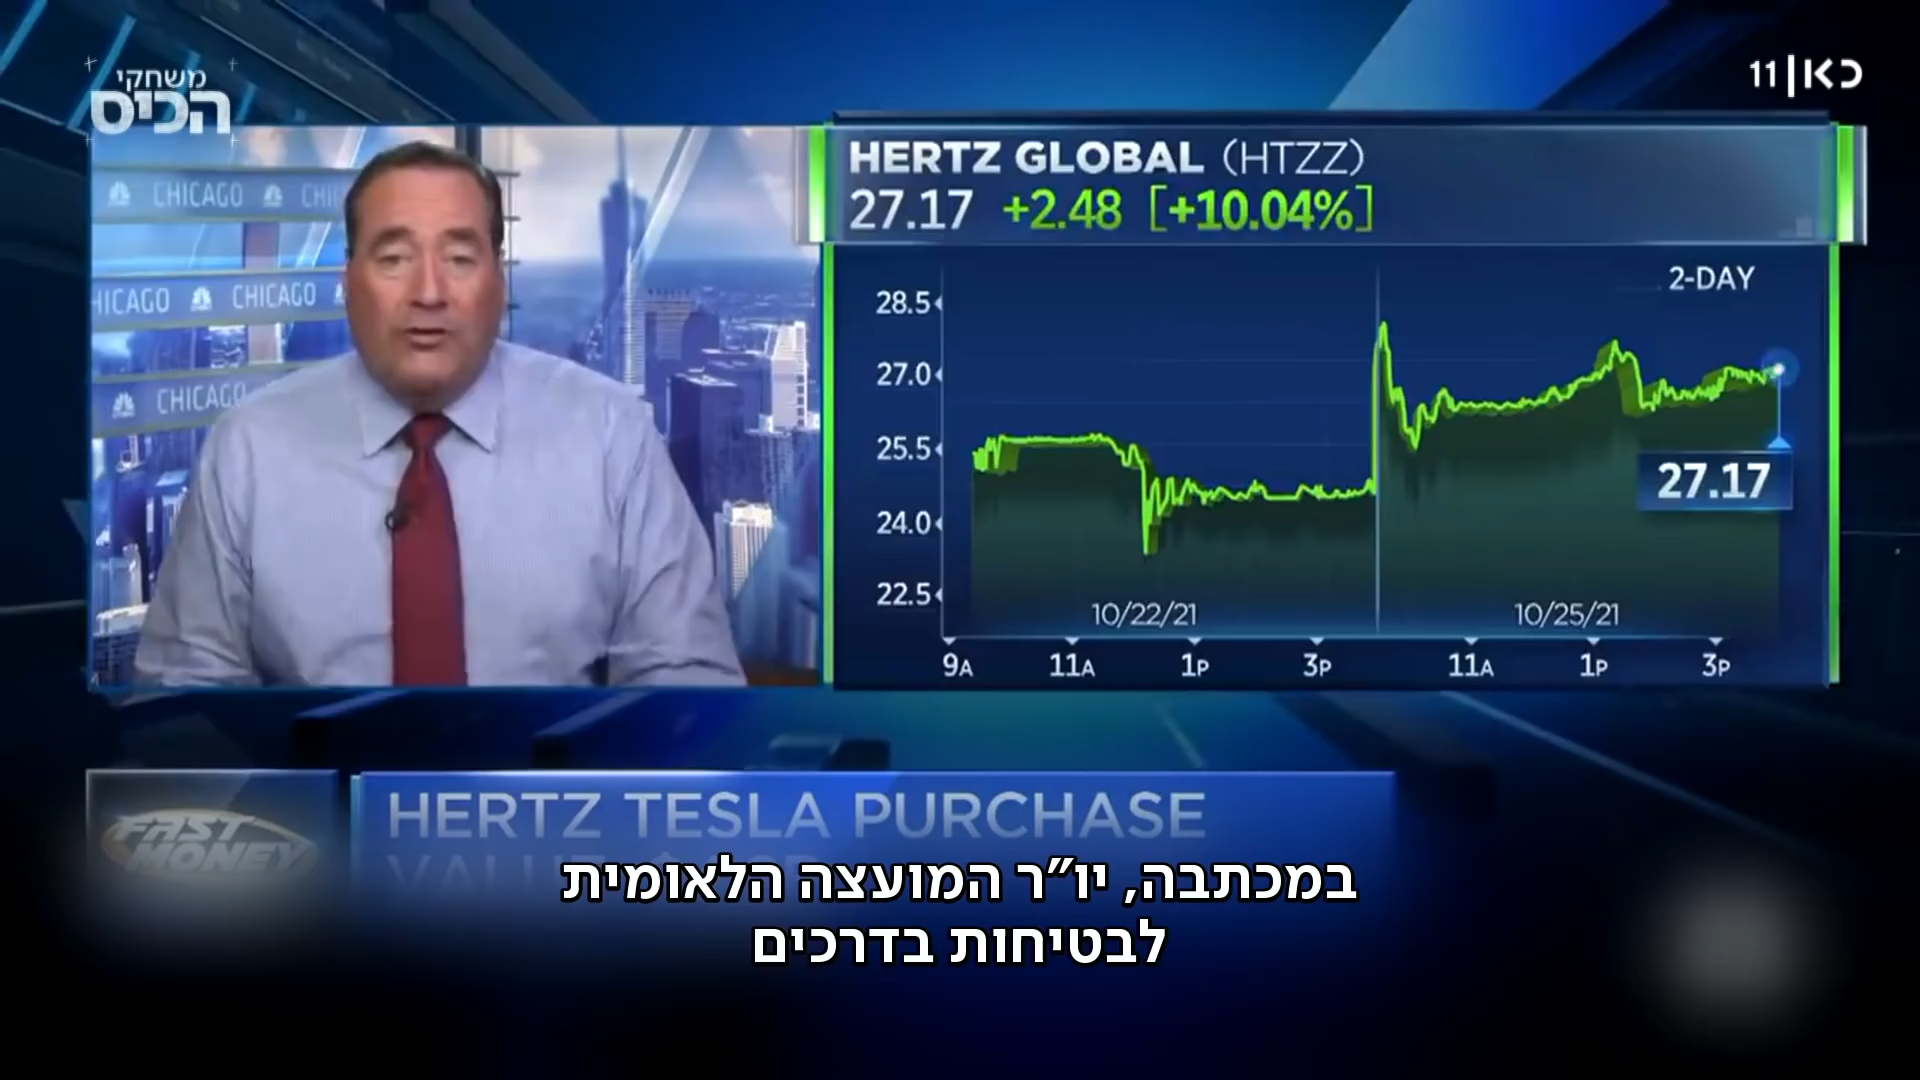 משחקי
הכיס
כאן 11
CHICAGO
CHI
HICAGO
CHICAGO
CHICAGO
HERTZ GLOBAL (HTZZ)
27.17 +2.48 [+10.04%]
2-DAY
28.5
27.0
25.5
24.0
22.5
27.17
10/22/21
10/25/21
9A 11A 1P 3P 11A 1P 3P
FAST
MONEY
HERTZ TESLA PURCHASE
במכתבה, יו"ר המועצה הלאומית
לבטיחות בדרכים